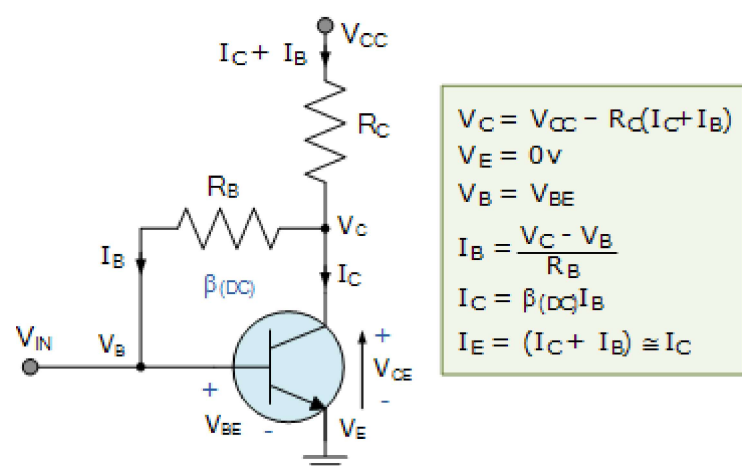 V_CC
I_C + I_B
R_C
R_B
V_C
I_B
β(DC)
I_C
V_IN
V_B
+
V_CE
-
+
V_BE
-
V_E
V_C = V_CC − R_C(I_C+I_B)
V_E = 0v
V_B = V_BE
I_B = (V_C − V_B) / R_B
I_C = β(DC)I_B
I_E = (I_C + I_B) ≅ I_C